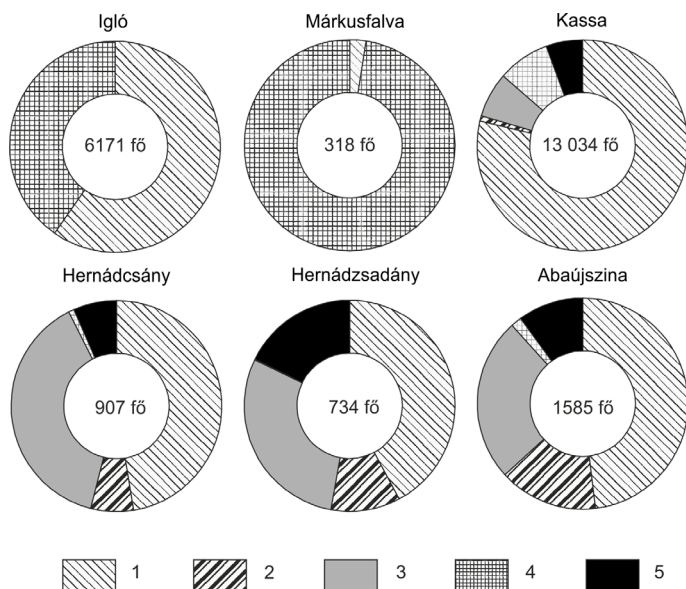 Igló Márkusfalva Kassa
6171 fő 318 fő 13 034 fő
Hernádcsány Hernádzsadány Abaújszina
907 fő 734 fő 1585 fő
1 2 3 4 5